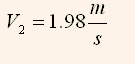 V₂ = 1.98 m/s